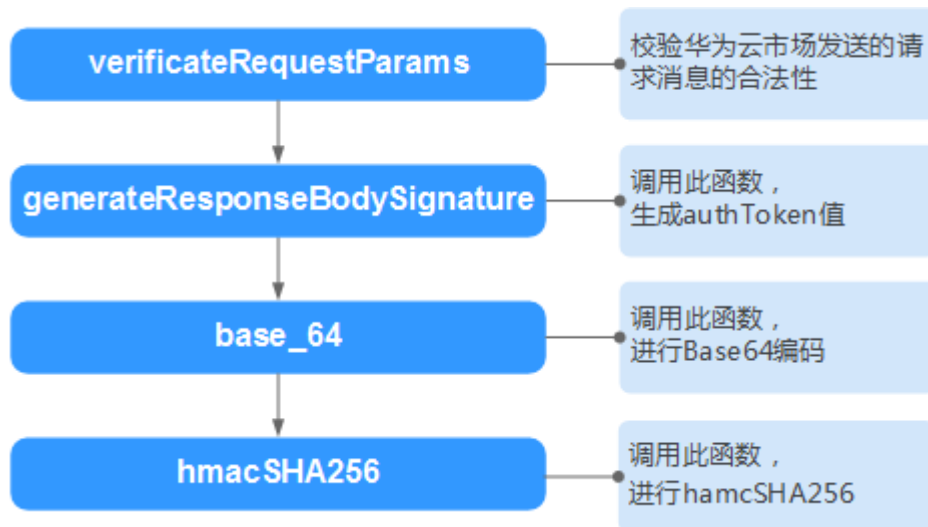 verificateRequestParams
校验华为云市场发送的请
求消息的合法性
generateResponseBodySignature
调用此函数，
生成authToken值
base_64
调用此函数，
进行Base64编码
hmacSHA256
调用此函数，
进行hamcSHA256